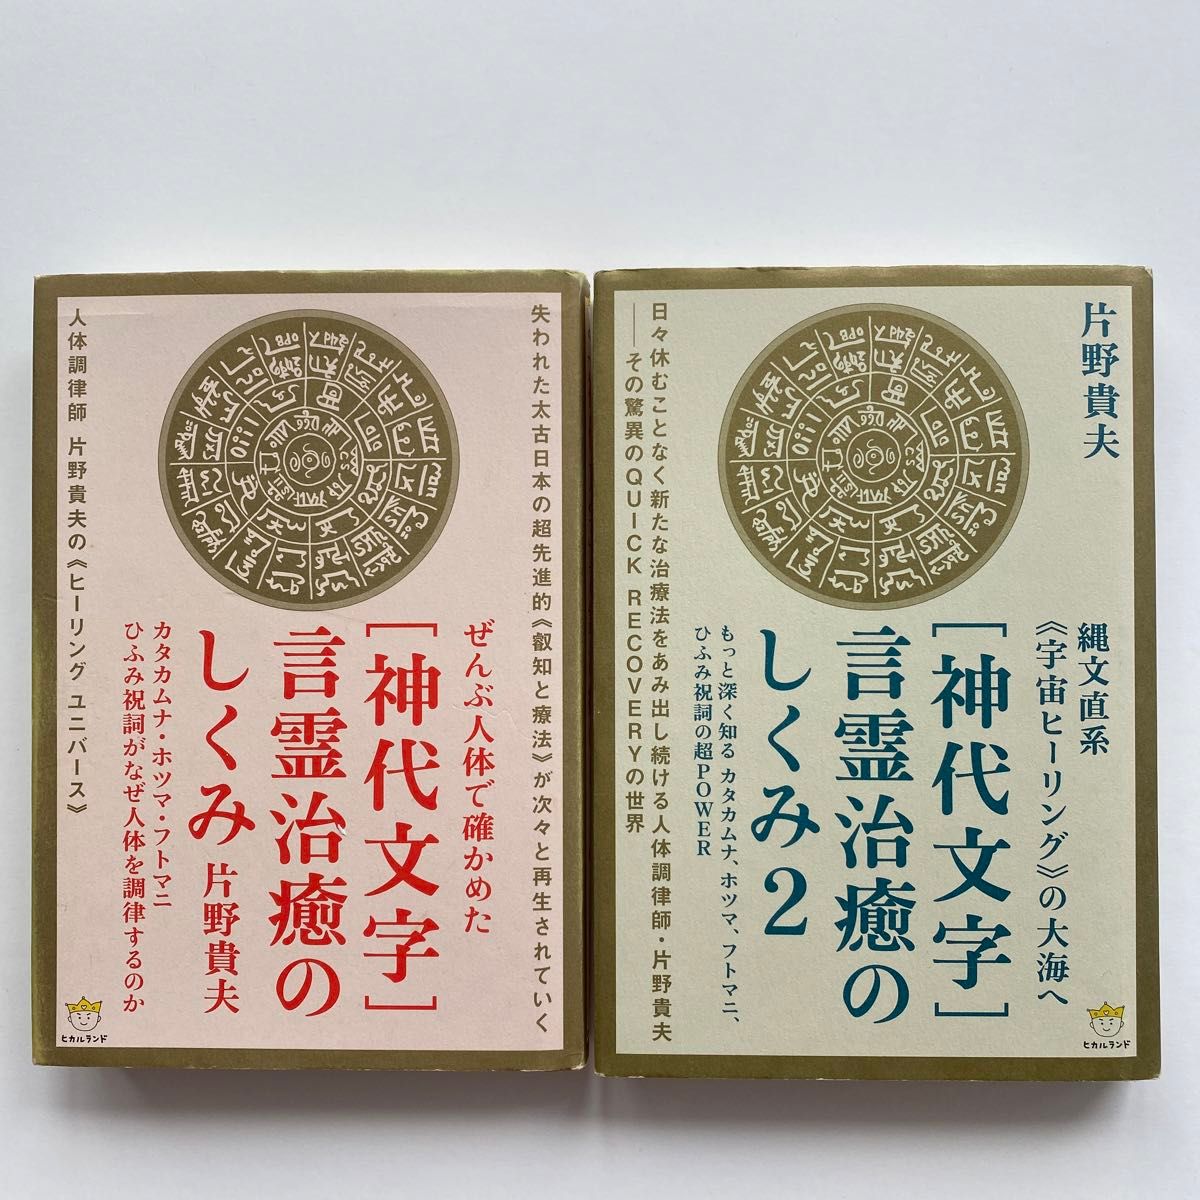 失われた太古日本の超先進的《叡知と療法》が次々と再生されていく
ぜんぶ人体で確かめた
［神代文字］
言霊治癒の
しくみ
片野貴夫
カタカムナ・ホツマ・フトマニ
ひふみ祝詞がなぜ人体を調律するのか
人体調律師 片野貴夫の《ヒーリング ユニバース》
ヒカルランド
片野貴夫
縄文直系
《宇宙ヒーリング》の大海へ
［神代文字］
言霊治癒の
しくみ2
もっと深く知る カタカムナ、ホツマ、フトマニ、
ひふみ祝詞の超POWER
日々休むことなく新たな治療法をあみ出し続ける人体調律師・片野貴夫
――その驚異のQUICK RECOVERYの世界
ヒカルランド